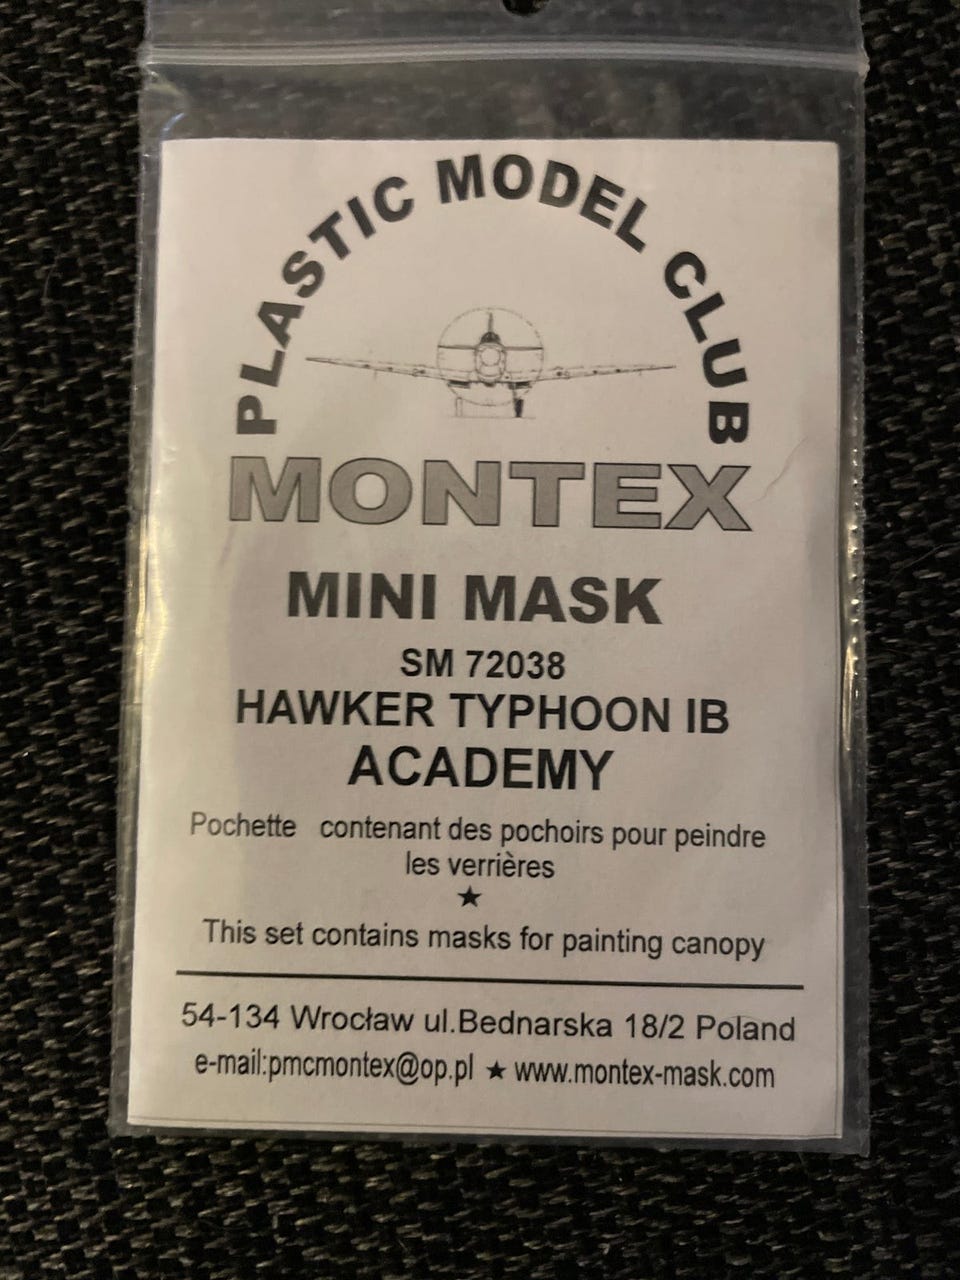 PLASTIC MODEL CLUB
MONTEX
MINI MASK
SM 72038
HAWKER TYPHOON IB
ACADEMY
Pochette contenant des pochoirs pour peindre
les verrières
★
This set contains masks for painting canopy
54-134 Wrocław ul.Bednarska 18/2 Poland
e-mail:pmcmontex@op.pl ★ www.montex-mask.com